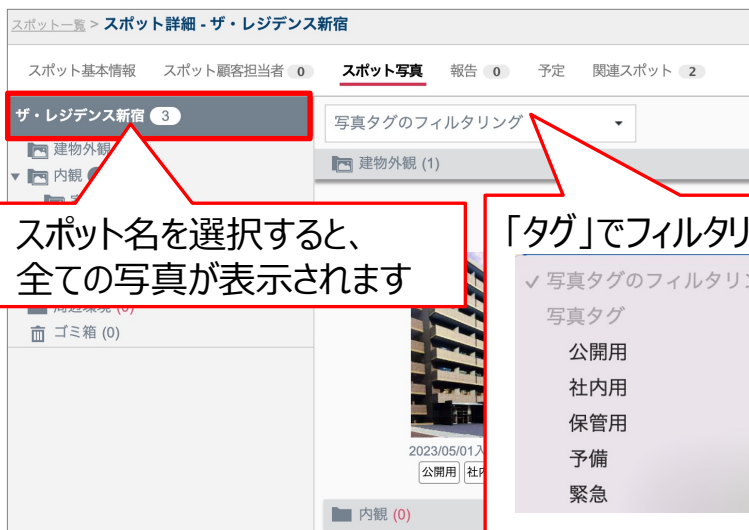 スポット一覧 > スポット詳細 - ザ・レジデンス新宿
スポット基本情報 スポット顧客担当者 0 スポット写真 報告 0 予定 関連スポット 2
ザ・レジデンス新宿 3
写真タグのフィルタリング
建物外観
建物外観 (1)
内観
スポット名を選択すると、
全ての写真が表示されます
「タグ」でフィルタリ
✓ 写真タグのフィルタリン
写真タグ
公開用
社内用
保管用
予備
緊急
周辺環境 (0)
ゴミ箱 (0)
2023/05/01入
公開用 社内
内観 (0)